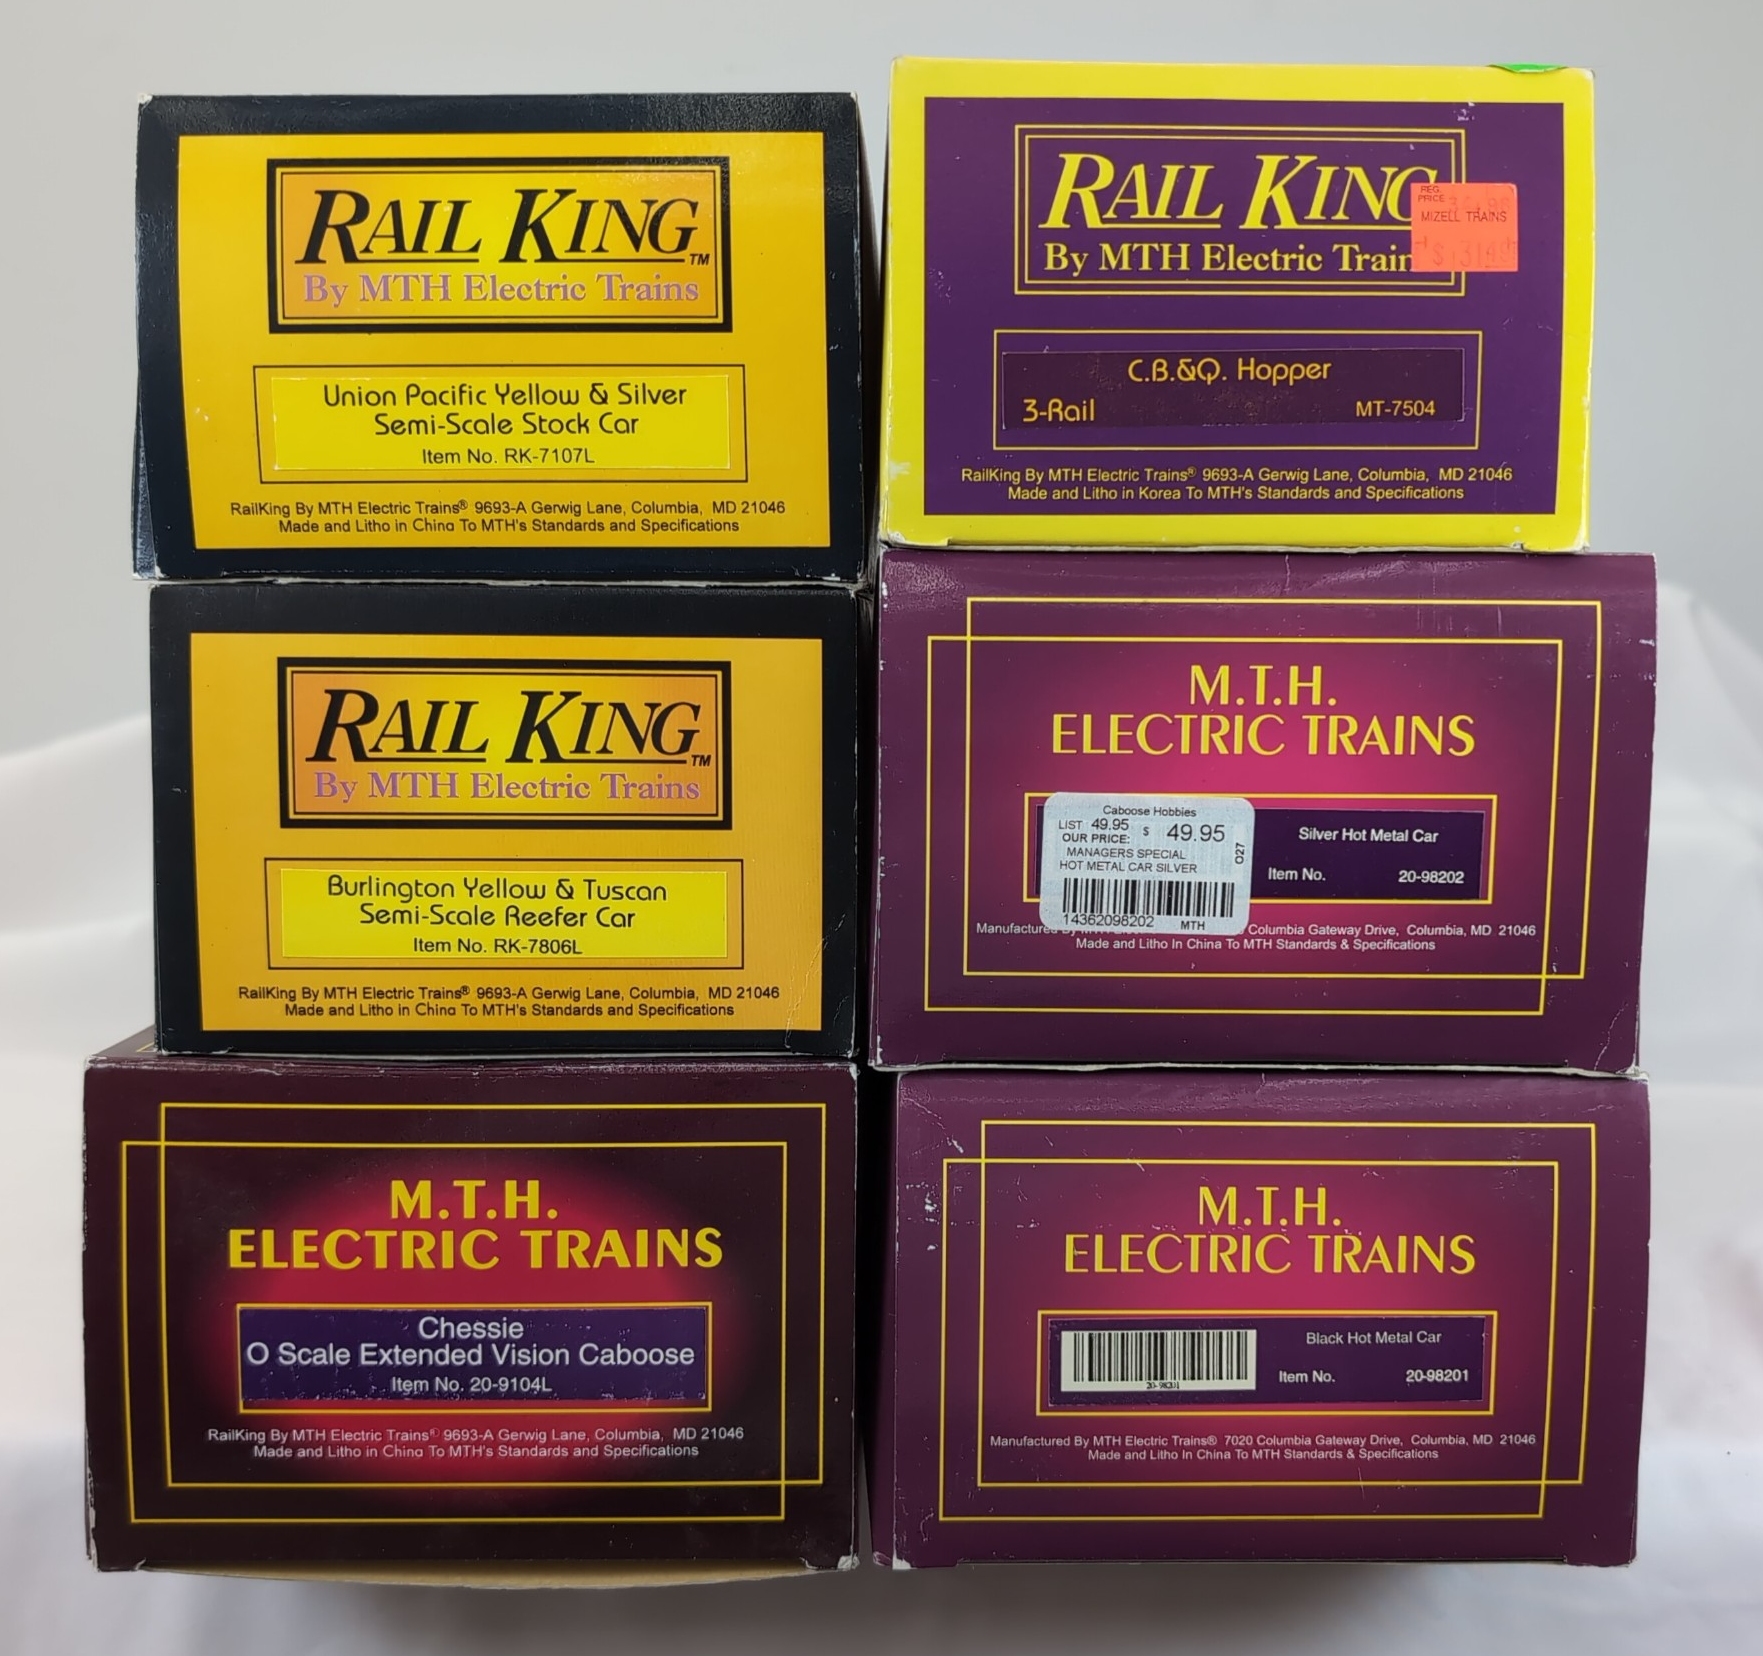 RAIL KING TM
By MTH Electric Trains
Union Pacific Yellow & Silver
Semi-Scale Stock Car
Item No. RK-7107L
RailKing By MTH Electric Trains® 9693-A Gerwig Lane, Columbia, MD 21046
Made and Litho in China To MTH's Standards and Specifications
RAIL KING
By MTH Electric Train
REG.
PRICE
MIZELL TRAINS
C.B.&Q. Hopper
3-Rail MT-7504
RailKing By MTH Electric Trains® 9693-A Gerwig Lane, Columbia, MD 21046
Made and Litho in Korea To MTH's Standards and Specifications
RAIL KING TM
By MTH Electric Trains
Burlington Yellow & Tuscan
Semi-Scale Reefer Car
Item No. RK-7806L
RailKing By MTH Electric Trains® 9693-A Gerwig Lane, Columbia, MD 21046
Made and Litho in China To MTH's Standards and Specifications
M.T.H.
ELECTRIC TRAINS
Caboose Hobbies
LIST 49.95 $ 49.95
OUR PRICE:
MANAGERS SPECIAL
HOT METAL CAR SILVER
O27
14362098202 MTH
Silver Hot Metal Car
Item No. 20-98202
Manufactured Columbia Gateway Drive, Columbia, MD 21046
Made and Litho In China To MTH Standards & Specifications
M.T.H.
ELECTRIC TRAINS
Chessie
O Scale Extended Vision Caboose
Item No. 20-9104L
RailKing By MTH Electric Trains® 9693-A Gerwig Lane, Columbia, MD 21046
Made and Litho in China To MTH's Standards and Specifications
M.T.H.
ELECTRIC TRAINS
20-98201
Black Hot Metal Car
Item No. 20-98201
Manufactured By MTH Electric Trains® 7020 Columbia Gateway Drive, Columbia, MD 21046
Made and Litho In China To MTH Standards & Specifications